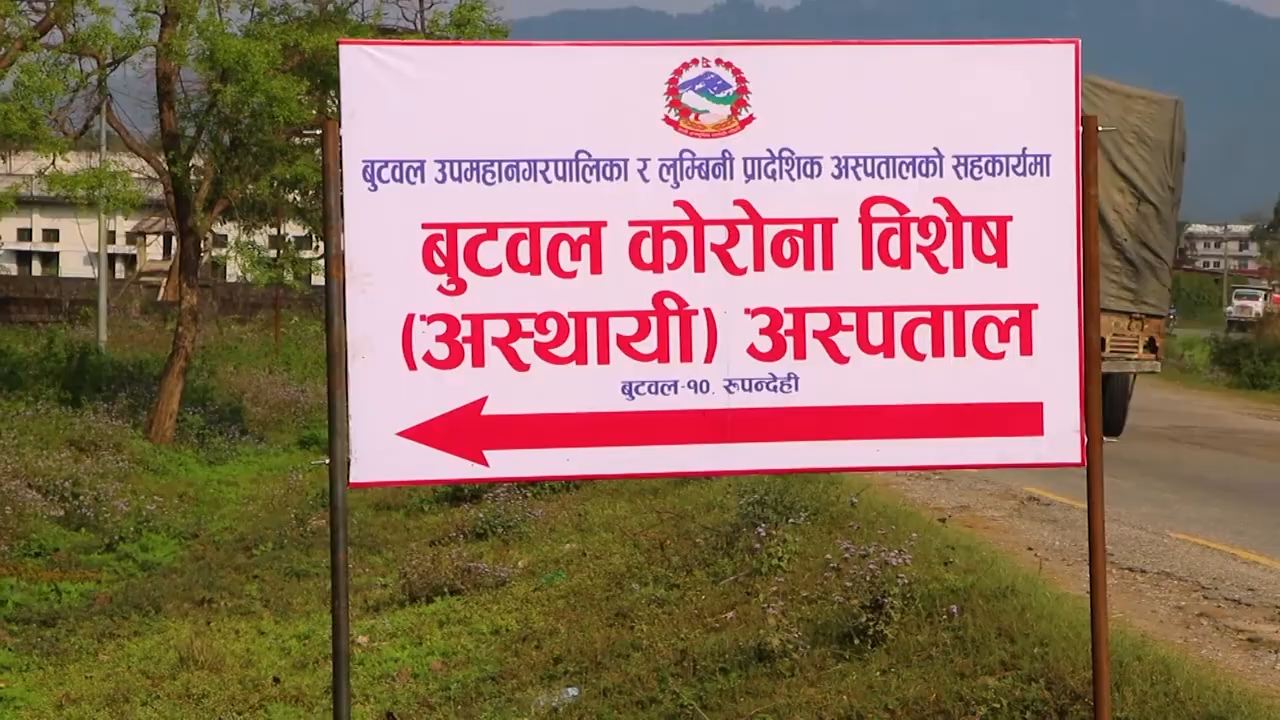 बुटवल उपमहानगरपालिका र लुम्बिनी प्रादेशिक अस्पतालको सहकार्यमा
बुटवल कोरोना विशेष
(अस्थायी) अस्पताल
बुटवल-१०. रुपन्देही